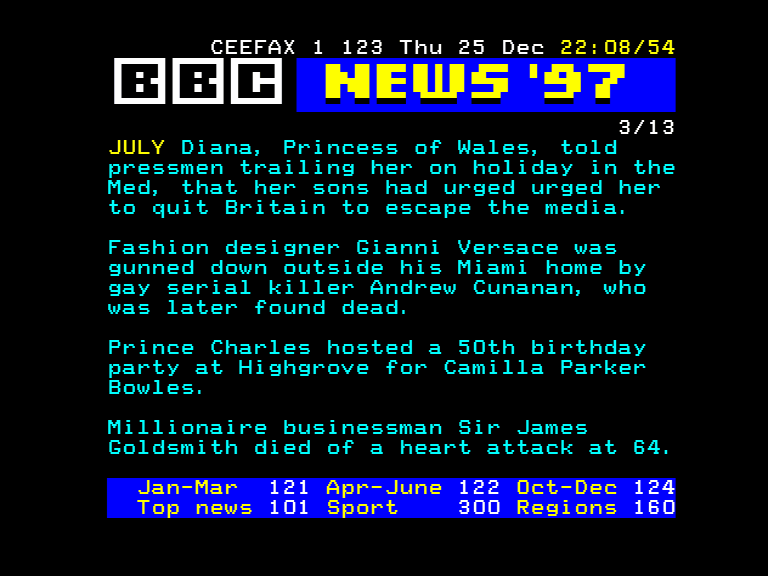 CEEFAX 1 123 Thu 25 Dec 22:08/54
BBC NEWS '97
3/13
JULY Diana, Princess of Wales, told
pressmen trailing her on holiday in the
Med, that her sons had urged urged her
to quit Britain to escape the media.
Fashion designer Gianni Versace was
gunned down outside his Miami home by
gay serial killer Andrew Cunanan, who
was later found dead.
Prince Charles hosted a 50th birthday
party at Highgrove for Camilla Parker
Bowles.
Millionaire businessman Sir James
Goldsmith died of a heart attack at 64.
Jan-Mar 121 Apr-June 122 Oct-Dec 124
Top news 101 Sport 300 Regions 160